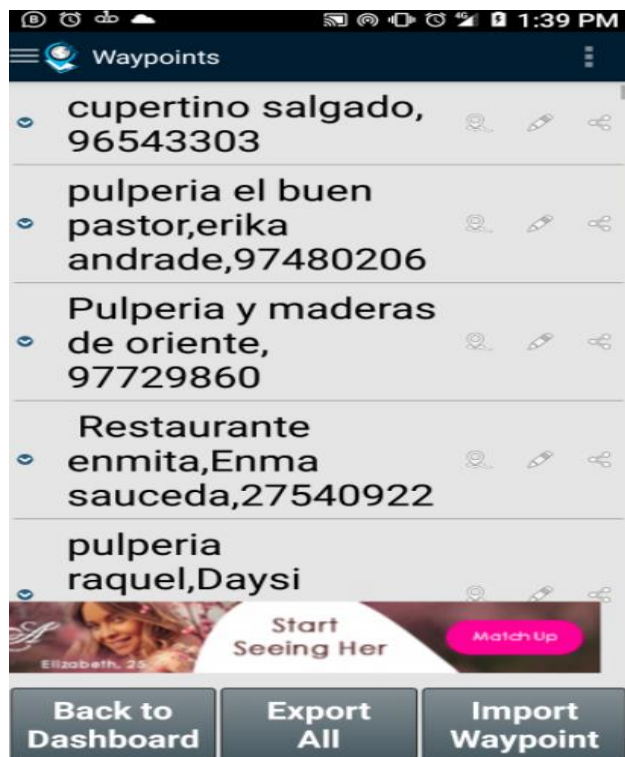 1:39 PM
Waypoints
cupertino salgado,
96543303
pulperia el buen
pastor,erika
andrade,97480206
Pulperia y maderas
de oriente,
97729860
Restaurante
enmita,Enma
sauceda,27540922
pulperia
raquel,Daysi
Start
Seeing Her
Match Up
Elizabeth, 25
Back to
Dashboard
Export
All
Import
Waypoint